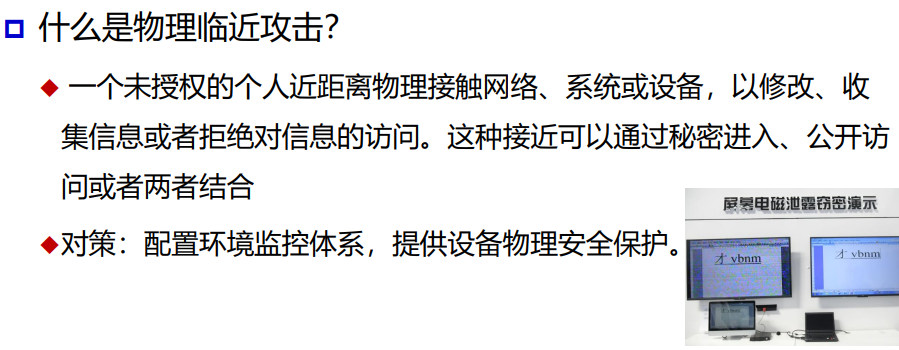 什么是物理临近攻击？
一个未授权的个人近距离物理接触网络、系统或设备，以修改、收
集信息或者拒绝对信息的访问。这种接近可以通过秘密进入、公开访
问或者两者结合
对策：配置环境监控体系，提供设备物理安全保护。
屏幕电磁泄露窃密演示
才 vbnm
才 vbnm